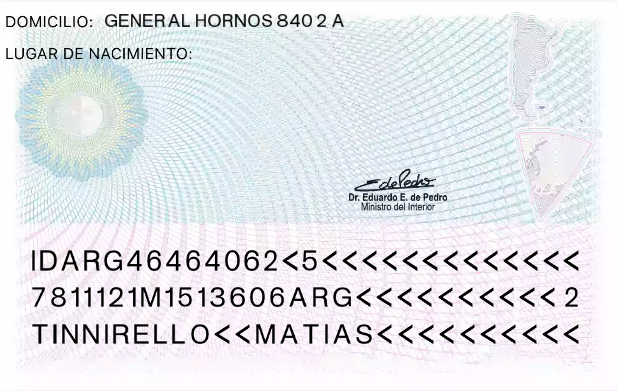 DOMICILIO: GENERAL HORNOS 840 2 A
LUGAR DE NACIMIENTO:
EdePedro
Dr. Eduardo E. de Pedro
Ministro del Interior
IDARG46464062<5<<<<<<<<<<<<<
7811121M1513606ARG<<<<<<<<<<2
TINNIRELLO<<MATIAS<<<<<<<<<<